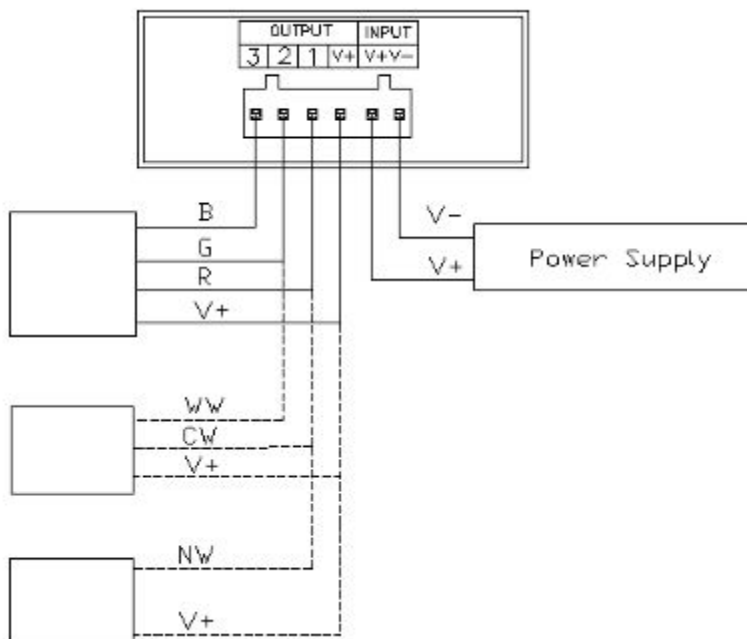 OUTPUT INPUT
3 2 1 V+ V+ V-
B
G
R
V+
V-
V+
Power Supply
WW
CW
V+
NW
V+